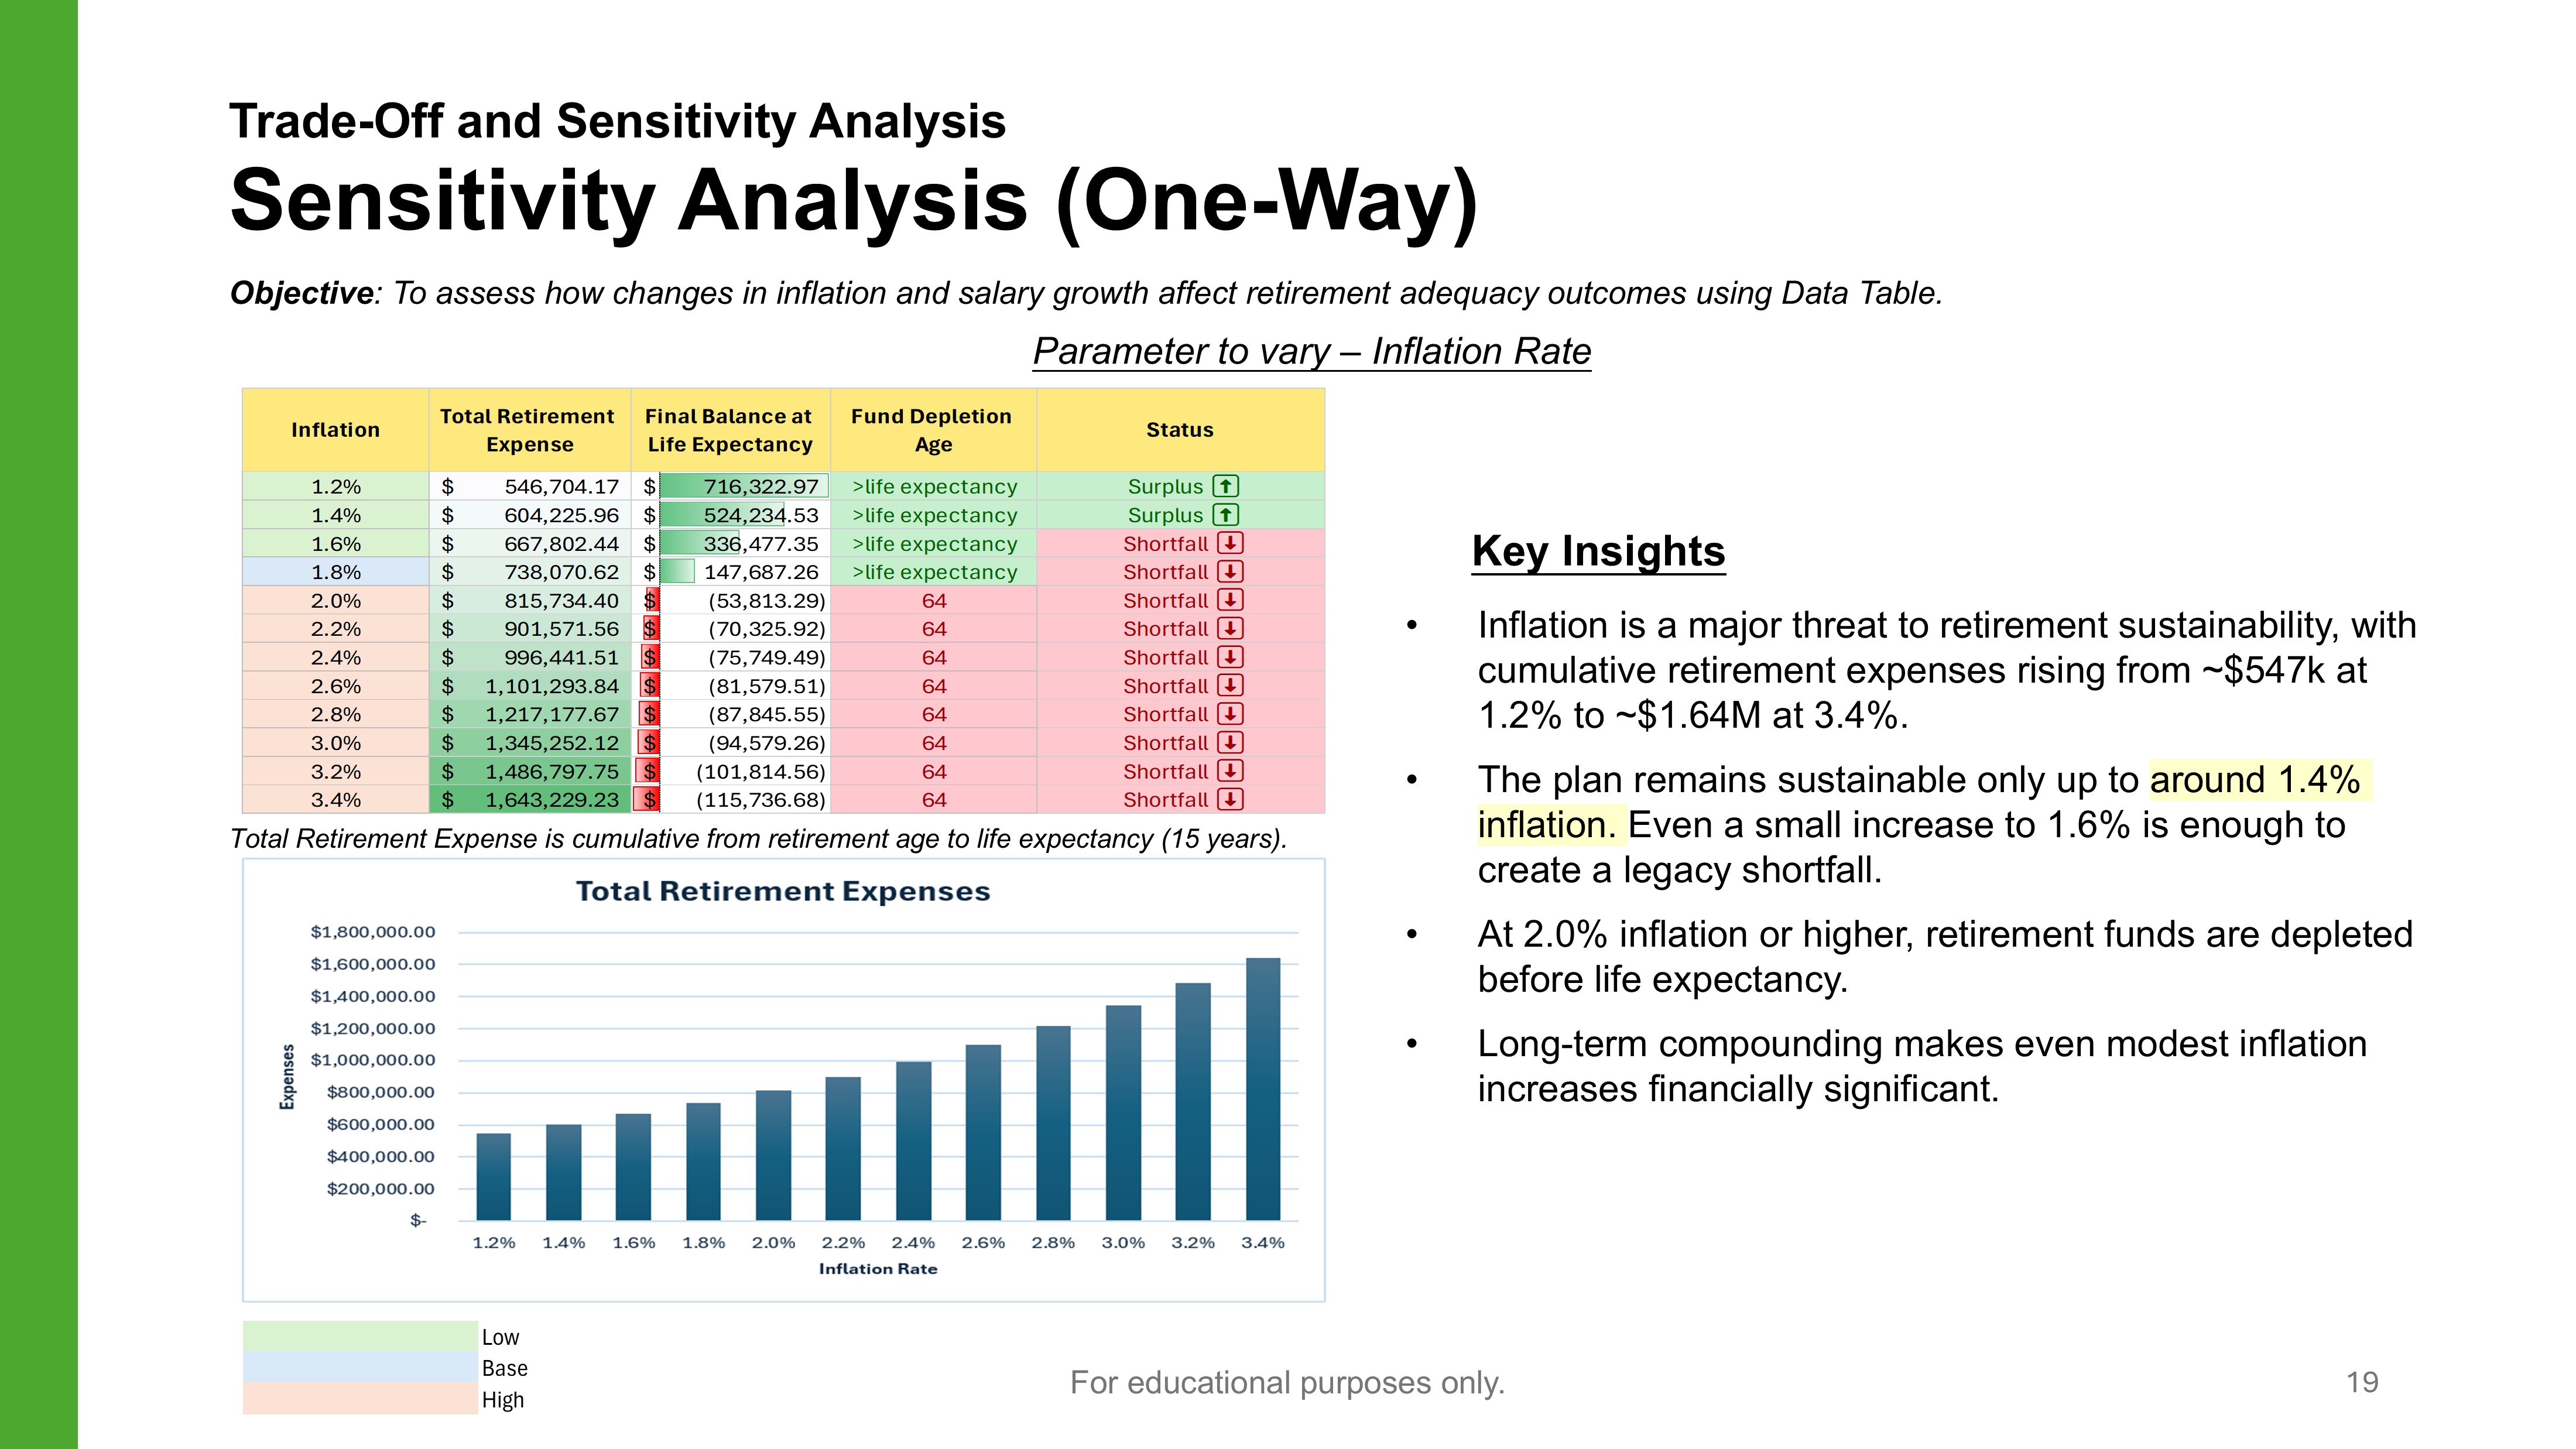 Trade-Off and Sensitivity Analysis
Sensitivity Analysis (One-Way)
Objective: To assess how changes in inflation and salary growth affect retirement adequacy outcomes using Data Table.
Parameter to vary – Inflation Rate
Inflation Total Retirement Expense Final Balance at Life Expectancy Fund Depletion Age Status
1.2% $ 546,704.17 $ 716,322.97 >life expectancy Surplus ⬆
1.4% $ 604,225.96 $ 524,234.53 >life expectancy Surplus ⬆
1.6% $ 667,802.44 $ 336,477.35 >life expectancy Shortfall ⬇
1.8% $ 738,070.62 $ 147,687.26 >life expectancy Shortfall ⬇
2.0% $ 815,734.40 $ (53,813.29) 64 Shortfall ⬇
2.2% $ 901,571.56 $ (70,325.92) 64 Shortfall ⬇
2.4% $ 996,441.51 $ (75,749.49) 64 Shortfall ⬇
2.6% $ 1,101,293.84 $ (81,579.51) 64 Shortfall ⬇
2.8% $ 1,217,177.67 $ (87,845.55) 64 Shortfall ⬇
3.0% $ 1,345,252.12 $ (94,579.26) 64 Shortfall ⬇
3.2% $ 1,486,797.75 $ (101,814.56) 64 Shortfall ⬇
3.4% $ 1,643,229.23 $ (115,736.68) 64 Shortfall ⬇
Total Retirement Expense is cumulative from retirement age to life expectancy (15 years).
Total Retirement Expenses
$1,800,000.00
$1,600,000.00
$1,400,000.00
$1,200,000.00
$1,000,000.00
$800,000.00
$600,000.00
$400,000.00
$200,000.00
$-
Expenses
1.2% 1.4% 1.6% 1.8% 2.0% 2.2% 2.4% 2.6% 2.8% 3.0% 3.2% 3.4%
Inflation Rate
Low
Base
High
Key Insights
• Inflation is a major threat to retirement sustainability, with
cumulative retirement expenses rising from ~$547k at
1.2% to ~$1.64M at 3.4%.
• The plan remains sustainable only up to around 1.4%
inflation. Even a small increase to 1.6% is enough to
create a legacy shortfall.
• At 2.0% inflation or higher, retirement funds are depleted
before life expectancy.
• Long-term compounding makes even modest inflation
increases financially significant.
For educational purposes only.
19